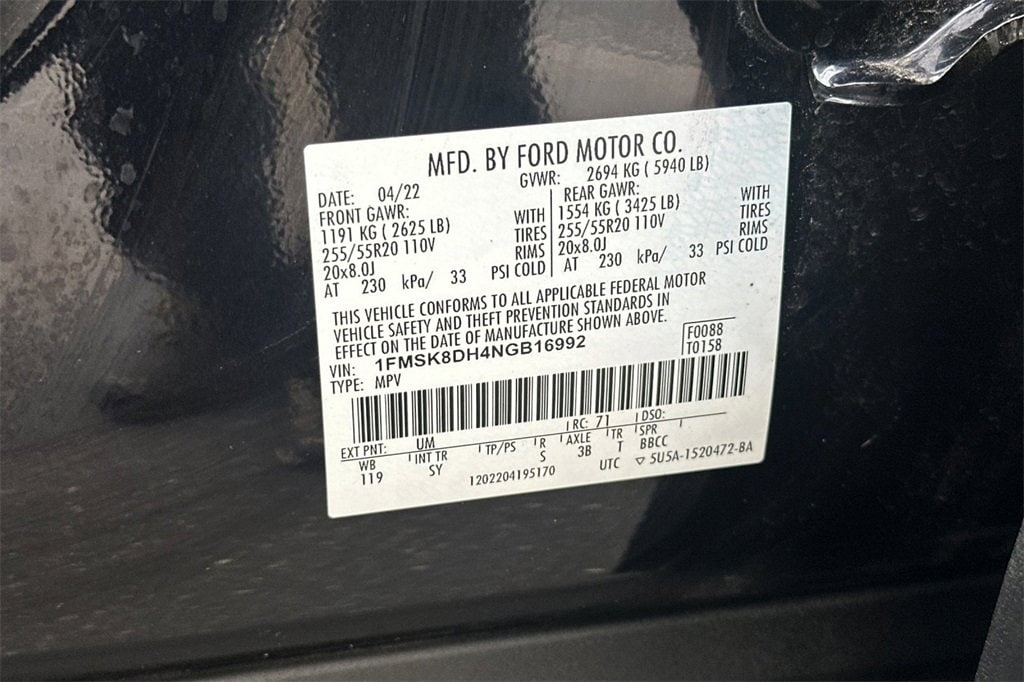 MFD. BY FORD MOTOR CO.
DATE: 04/22 GVWR: 2694 KG ( 5940 LB)
FRONT GAWR: REAR GAWR:
1191 KG ( 2625 LB) WITH 1554 KG ( 3425 LB) WITH
255/55R20 110V TIRES 255/55R20 110V TIRES
20x8.0J RIMS 20x8.0J RIMS
AT 230 kPa/ 33 PSI COLD AT 230 kPa/ 33 PSI COLD
THIS VEHICLE CONFORMS TO ALL APPLICABLE FEDERAL MOTOR
VEHICLE SAFETY AND THEFT PREVENTION STANDARDS IN
EFFECT ON THE DATE OF MANUFACTURE SHOWN ABOVE.
VIN: 1FMSK8DH4NGB16992 F0088
TYPE: MPV T0158
EXT PNT: UM RC: 71 DSO:
WB INT TR TP/PS R AXLE TR SPR
119 SY S 3B T BBCC
1202204195170 UTC ▽ 5U5A-1520472-BA